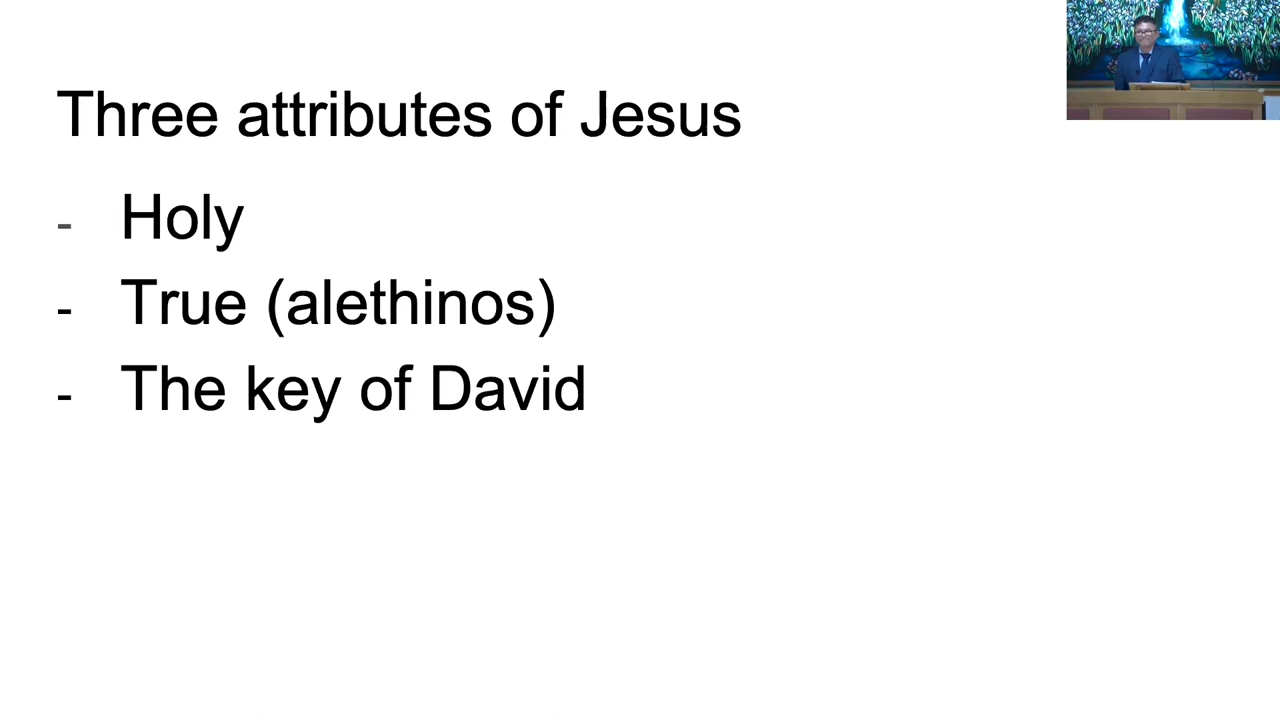 Three attributes of Jesus
- Holy
- True (alethinos)
- The key of David